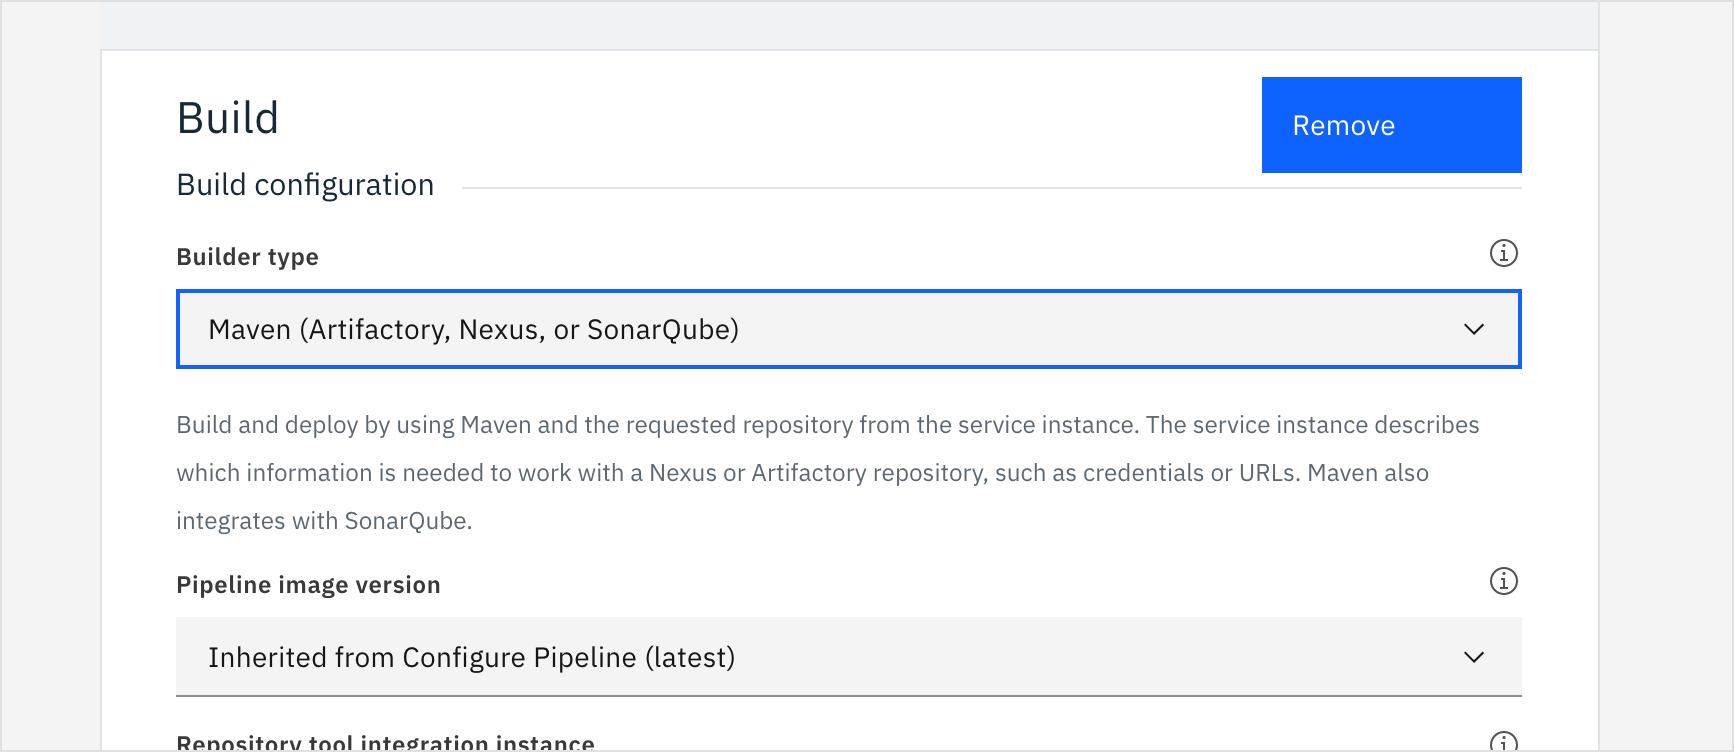 Build
Remove
Build configuration
Builder type
Maven (Artifactory, Nexus, or SonarQube)
Build and deploy by using Maven and the requested repository from the service instance. The service instance describes
which information is needed to work with a Nexus or Artifactory repository, such as credentials or URLs. Maven also
integrates with SonarQube.
Pipeline image version
Inherited from Configure Pipeline (latest)
Repository tool integration instance